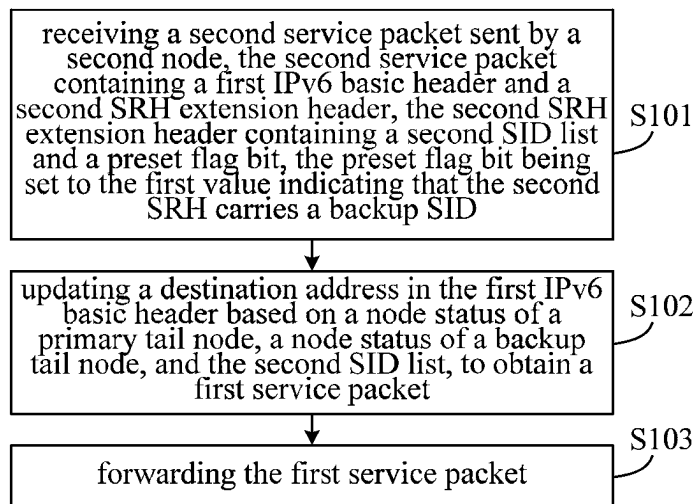 receiving a second service packet sent by a
second node, the second service packet
containing a first IPv6 basic header and a
second SRH extension header, the second SRH
extension header containing a second SID list
and a preset flag bit, the preset flag bit being
set to the first value indicating that the second
SRH carries a backup SID
S101
updating a destination address in the first IPv6
basic header based on a node status of a
primary tail node, a node status of a backup
tail node, and the second SID list, to obtain a
first service packet
S102
forwarding the first service packet
S103